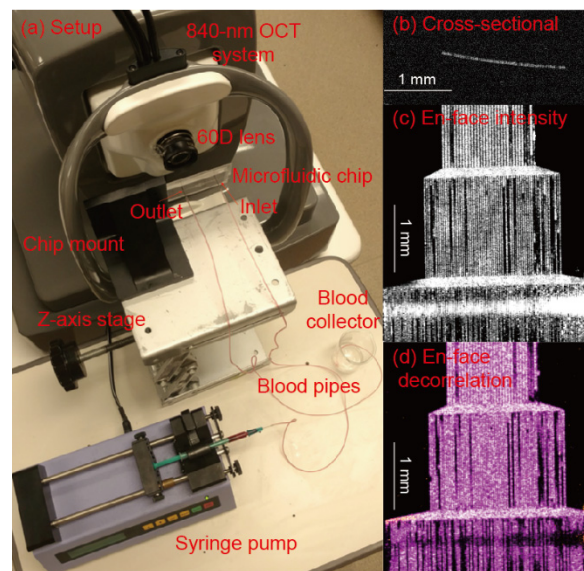 (a) Setup
840-nm OCT
system
60D lens
Microfluidic chip
Outlet
Inlet
Chip mount
Z-axis stage
Blood
collector
Blood pipes
Syringe pump
(b) Cross-sectional
1 mm
(c) En-face intensity
1 mm
(d) En-face
decorrelation
1 mm